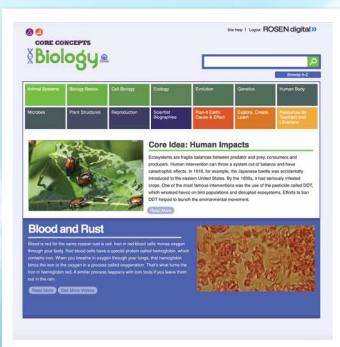 Site Help | Logout ROSEN digital»
CORE CONCEPTS
Biology
Browse A-Z
Animal Systems
Biology Basics
Cell Biology
Ecology
Evolution
Genetics
Human Body
Microbes
Plant Structures
Reproduction
Scientist Biographies
Plan-It Earth: Cause & Effect
Explore, Create, Learn
Resources for Teachers and Librarians
Core Idea: Human Impacts
Ecosystems are fragile balances between predator and prey, consumers and
producers. Human intervention can throw a system out of balance and have
catastrophic effects. In 1916, for example, the Japanese beetle was accidentally
introduced to the eastern United States. By the 1930s, it had seriously infested
crops. One of the most famous interventions was the use of the pesticide called DDT,
which wreaked havoc on bird populations and disrupted ecosystems. Efforts to ban
DDT helped to launch the environmental movement.
Read More
Blood and Rust
Blood is red for the same reason rust is red. Iron in red blood cells moves oxygen
through your body. Red blood cells have a special protein called hemoglobin, which
contains iron. When you breathe in oxygen through your lungs, that hemoglobin
binds the iron to the oxygen in a process called oxygenation. That's what turns the
iron in hemoglobin red. A similar process happens with iron tools if you leave them
out in the rain.
Read More
See More Videos